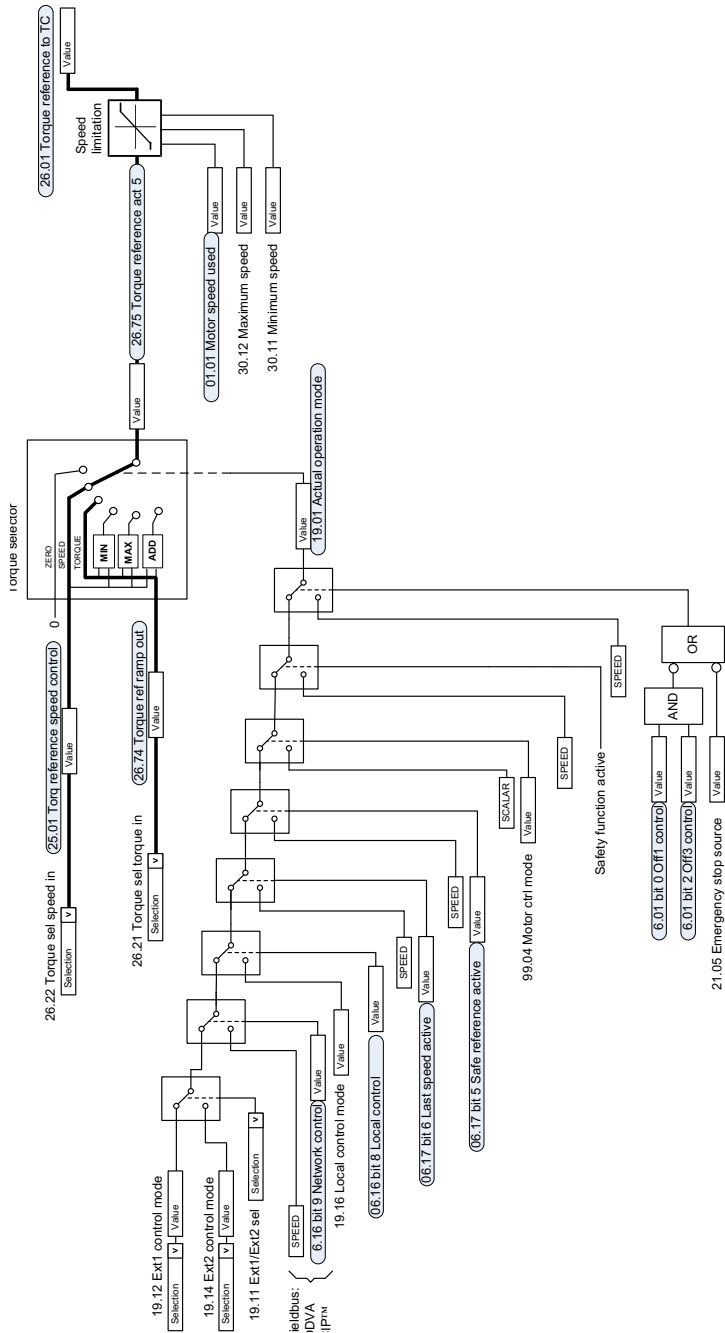 Torque selector
26.22 Torque sel speed in
Selection
v
25.01 Torq reference speed control
Value
0
ZERO
SPEED
TORQUE
MIN
MAX
ADD
26.21 Torque sel torque in
Selection
v
26.74 Torque ref ramp out
Value
Value
26.75 Torque reference act 5
Speed
limitation
26.01 Torque reference to TC
Value
01.01 Motor speed used
Value
30.12 Maximum speed
Value
30.11 Minimum speed
Value
19.12 Ext1 control mode
Selection
v
Value
19.14 Ext2 control mode
Selection
v
Value
19.11 Ext1/Ext2 sel
Selection
v
19.01 Actual operation mode
Value
ieldbus:
ODVA
CIP™
SPEED
6.16 bit 9 Network control
Value
19.16 Local control mode
Value
06.16 bit 8 Local control
Value
SPEED
06.17 bit 6 Last speed active
Value
SPEED
06.17 bit 5 Safe reference active
Value
SCALAR
99.04 Motor ctrl mode
Value
SPEED
Safety function active
SPEED
6.01 bit 0 Off1 control
Value
6.01 bit 2 Off3 control
Value
AND
OR
21.05 Emergency stop source
Value